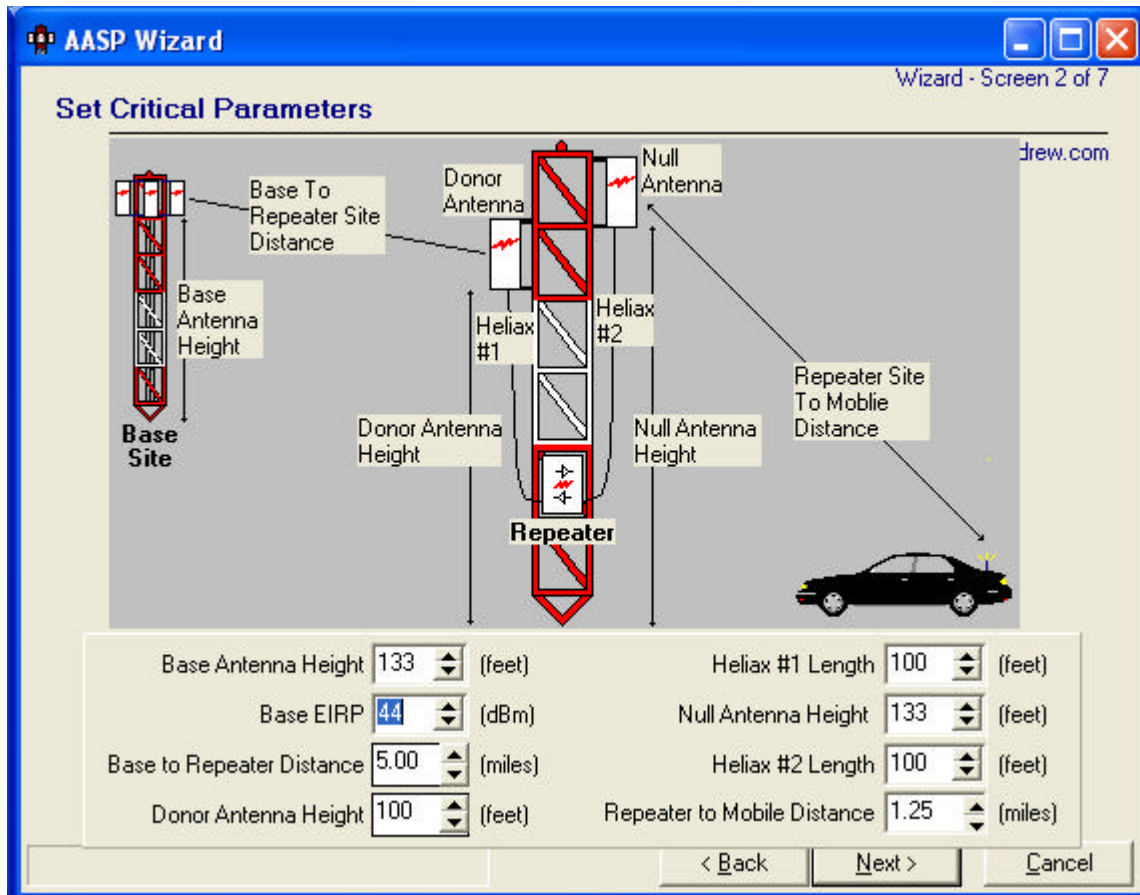 AASP Wizard
Wizard - Screen 2 of 7
Set Critical Parameters
drew.com
Base To
Repeater Site
Distance
Donor
Antenna
Null
Antenna
Base
Antenna
Height
Heliax
#1
Heliax
#2
Base
Site
Donor Antenna
Height
Null Antenna
Height
Repeater Site
To Moblie
Distance
Repeater
Base Antenna Height 133 (feet)
Heliax #1 Length 100 (feet)
Base EIRP 44 (dBm)
Null Antenna Height 133 (feet)
Base to Repeater Distance 5.00 (miles)
Heliax #2 Length 100 (feet)
Donor Antenna Height 100 (feet)
Repeater to Mobile Distance 1.25 (miles)
< Back
Next >
Cancel